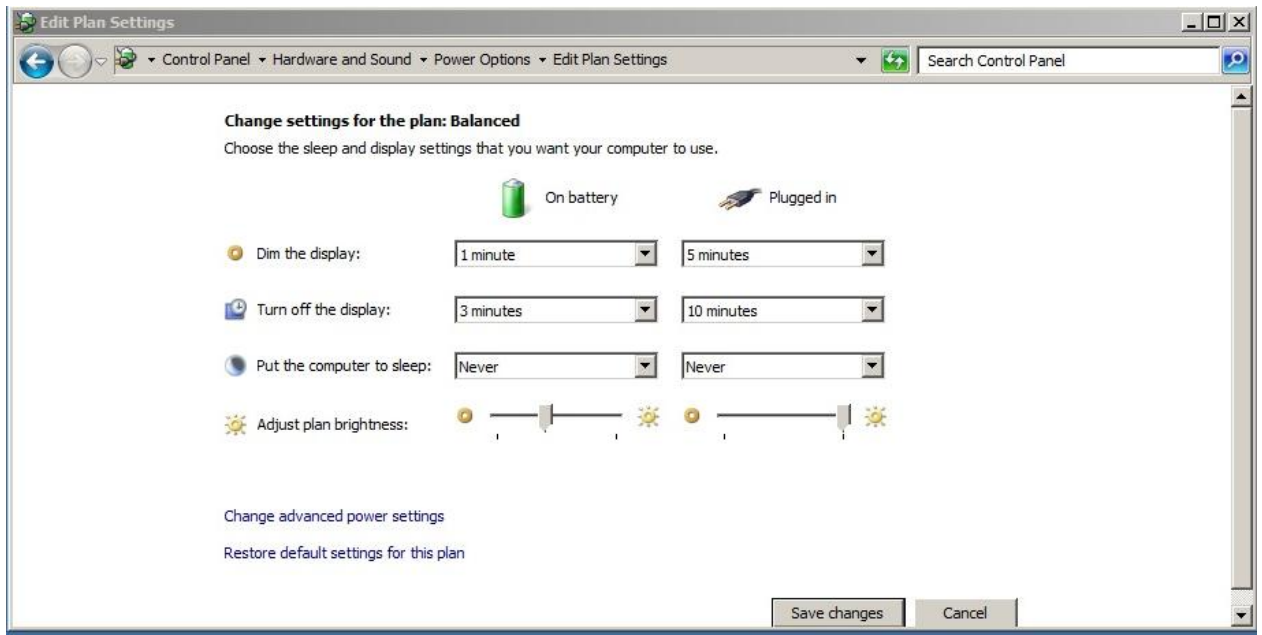 Edit Plan Settings
Control Panel Hardware and Sound Power Options Edit Plan Settings Search Control Panel
Change settings for the plan: Balanced
Choose the sleep and display settings that you want your computer to use.
On battery Plugged in
Dim the display: 1 minute 5 minutes
Turn off the display: 3 minutes 10 minutes
Put the computer to sleep: Never Never
Adjust plan brightness:
Change advanced power settings
Restore default settings for this plan
Save changes Cancel